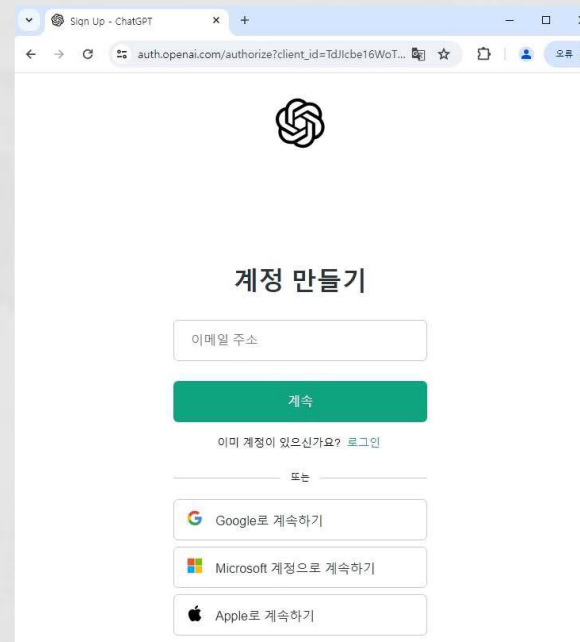 Sign Up - ChatGPT
auth.openai.com/authorize?client_id=TdJIcbe16WoT...
오류
계정 만들기
이메일 주소
계속
이미 계정이 있으신가요? 로그인
또는
Google로 계속하기
Microsoft 계정으로 계속하기
Apple로 계속하기